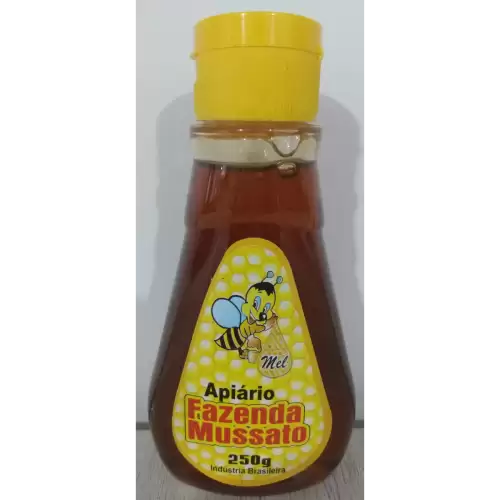 Mel
Apiário
Fazenda
Mussato
250g
Indústria Brasileira